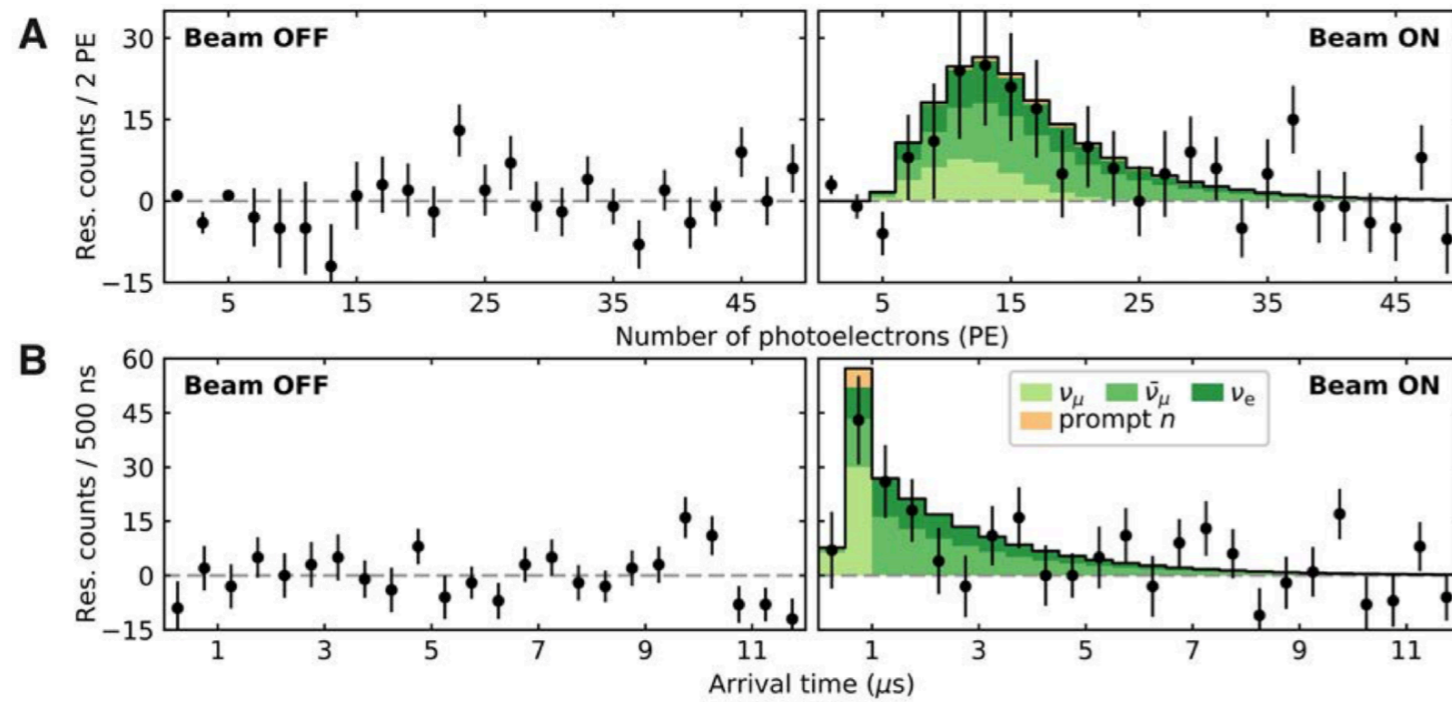 A
Res. counts / 2 PE
30
15
0
−15
Beam OFF
5 15 25 35 45
Beam ON
5 15 25 35 45
Number of photoelectrons (PE)
B
Res. counts / 500 ns
60
45
30
15
0
−15
Beam OFF
1 3 5 7 9 11
Beam ON
ν_μ ν̄_μ ν_e
prompt n
1 3 5 7 9 11
Arrival time (μs)